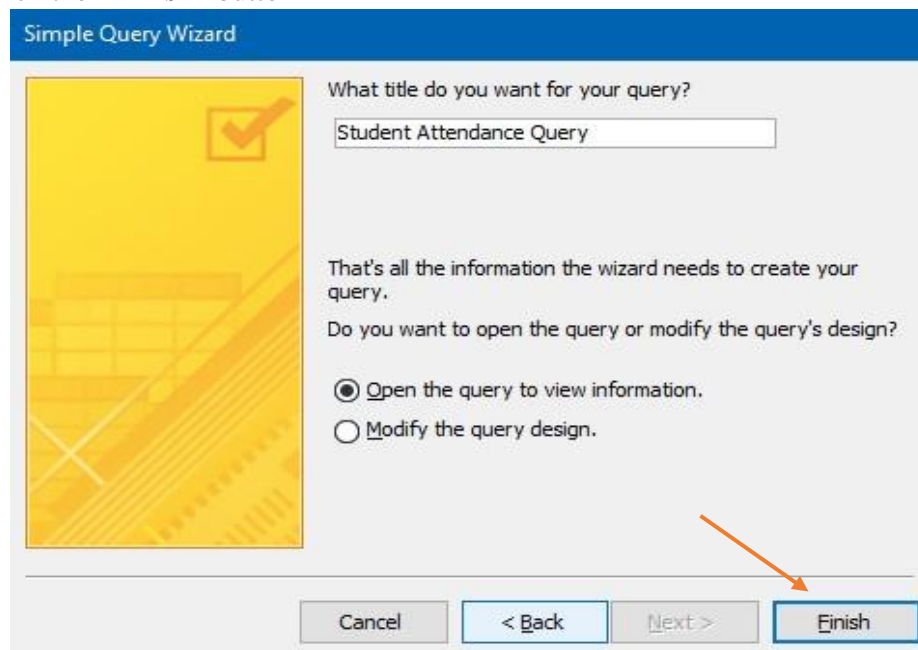 Simple Query Wizard
What title do you want for your query?
Student Attendance Query
That's all the information the wizard needs to create your
query.
Do you want to open the query or modify the query's design?
Open the query to view information.
Modify the query design.
Cancel < Back Next > Finish